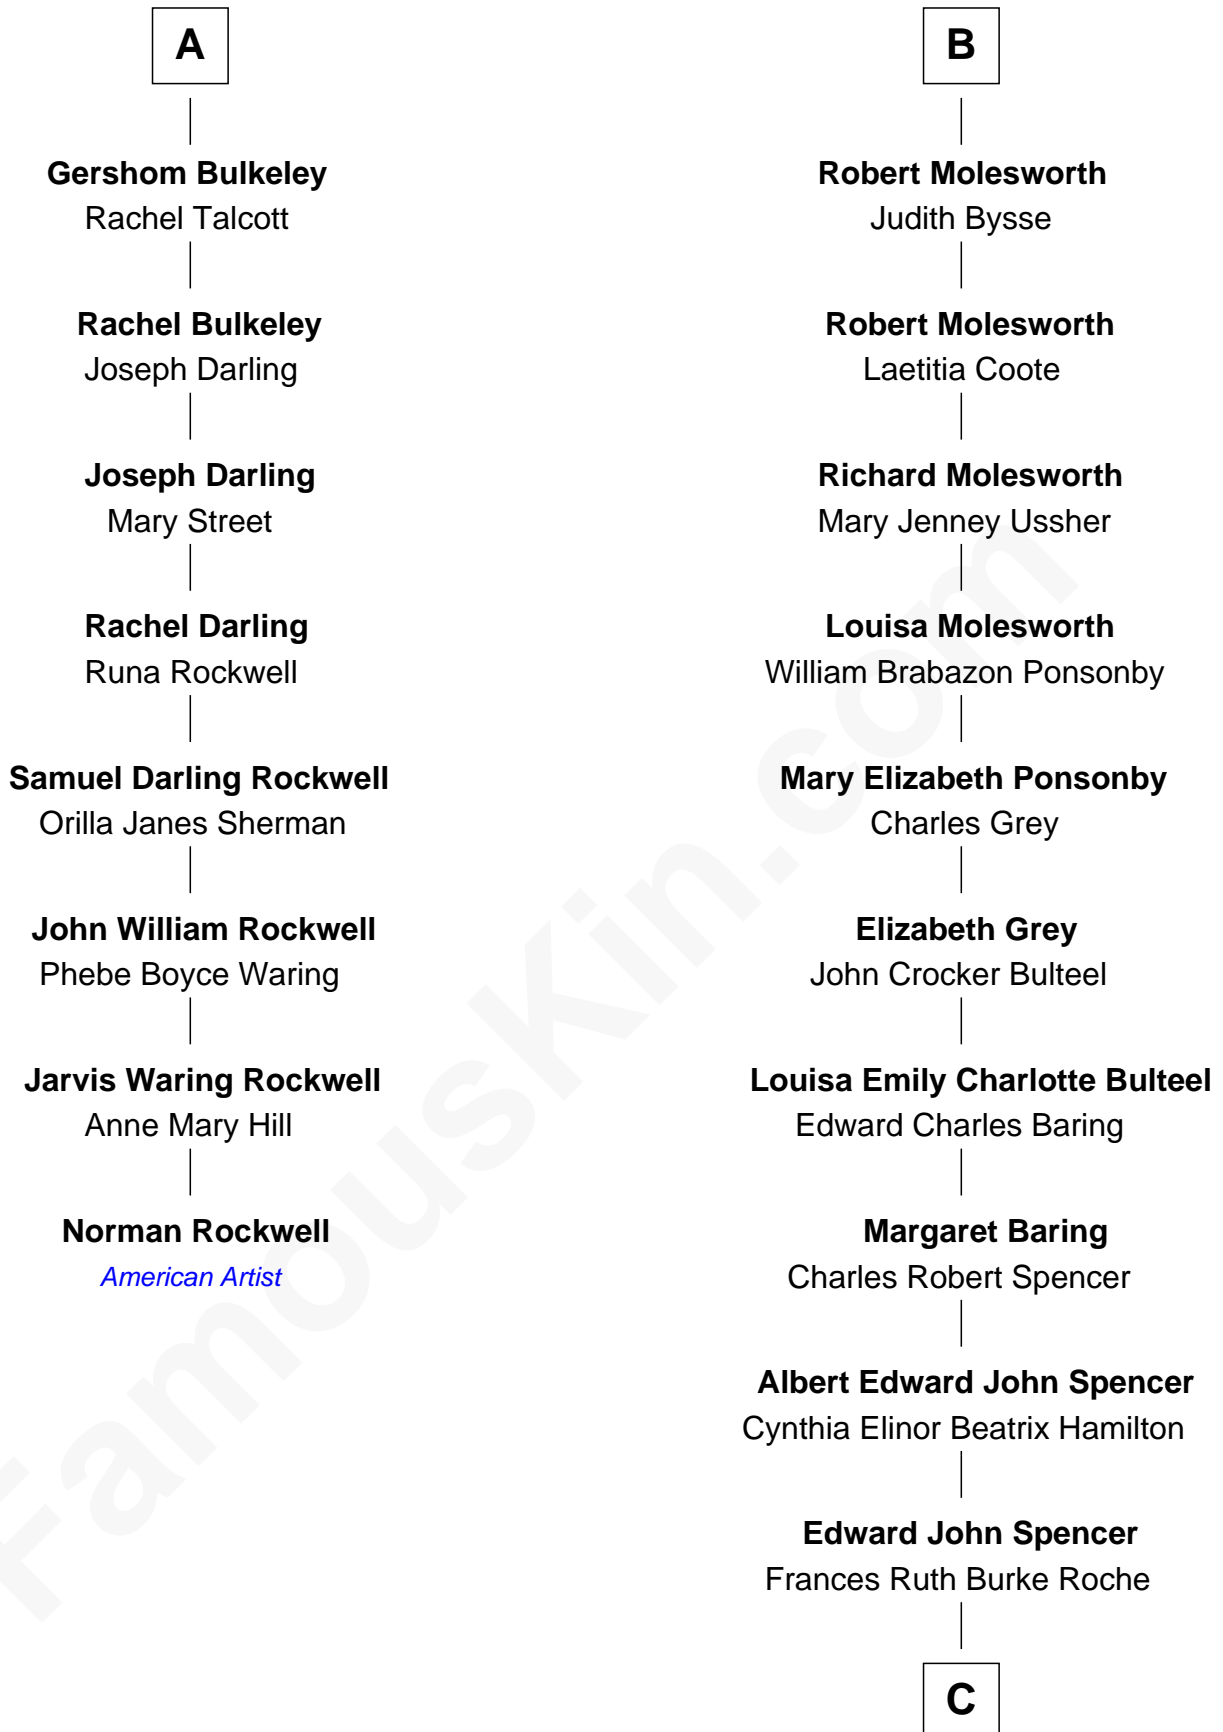 A
Gershom Bulkeley
Rachel Talcott
Rachel Bulkeley
Joseph Darling
Joseph Darling
Mary Street
Rachel Darling
Runa Rockwell
Samuel Darling Rockwell
Orilla Janes Sherman
John William Rockwell
Phebe Boyce Waring
Jarvis Waring Rockwell
Anne Mary Hill
Norman Rockwell
American Artist
B
Robert Molesworth
Judith Bysse
Robert Molesworth
Laetitia Coote
Richard Molesworth
Mary Jenney Ussher
Louisa Molesworth
William Brabazon Ponsonby
Mary Elizabeth Ponsonby
Charles Grey
Elizabeth Grey
John Crocker Bulteel
Louisa Emily Charlotte Bulteel
Edward Charles Baring
Margaret Baring
Charles Robert Spencer
Albert Edward John Spencer
Cynthia Elinor Beatrix Hamilton
Edward John Spencer
Frances Ruth Burke Roche
C
FamousKin.com